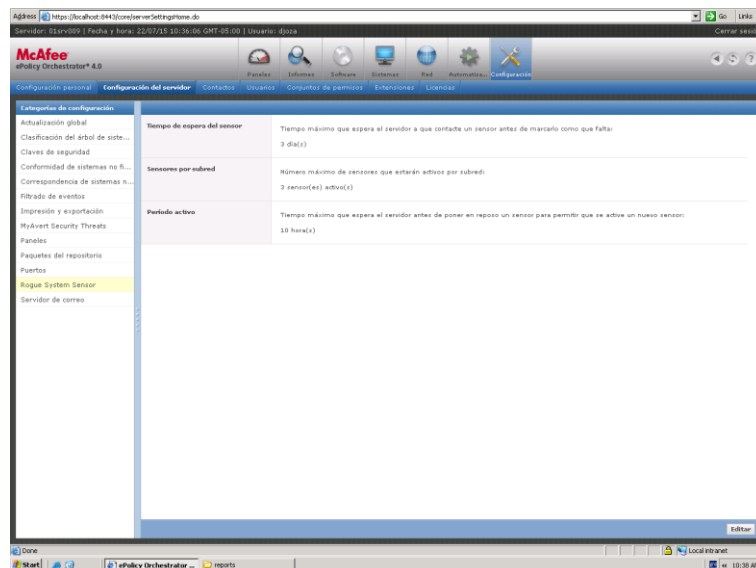 Address https://localhost:8443/core/serverSettingsHome.do Go Links
Servidor: 01srv009 | Fecha y hora: 22/07/15 10:36:06 GMT-05:00 | Usuario: djoza Cerrar sesi
McAfee
ePolicy Orchestrator® 4.0
Paneles Informes Software Sistemas Red Automatiza... Configuración
Configuración personal Configuración del servidor Contactos Usuarios Conjuntos de permisos Extensiones Licencias
Categorías de configuración
Actualización global
Clasificación del árbol de siste...
Claves de seguridad
Conformidad de sistemas no fi...
Correspondencia de sistemas n...
Filtrado de eventos
Impresión y exportación
MyAvert Security Threats
Paneles
Paquetes del repositorio
Puertos
Rogue System Sensor
Servidor de correo
Tiempo de espera del sensor
Tiempo máximo que espera el servidor a que contacte un sensor antes de marcarlo como que falta:
3 día(s)
Sensores por subred
Número máximo de sensores que estarán activos por subred:
3 sensor(es) activo(s)
Período activo
Tiempo máximo que espera el servidor antes de poner en reposo un sensor para permitir que se active un nuevo sensor:
10 hora(s)
Editar
Done Local intranet
Start ePolicy Orchestrator ... reports 10:38 A